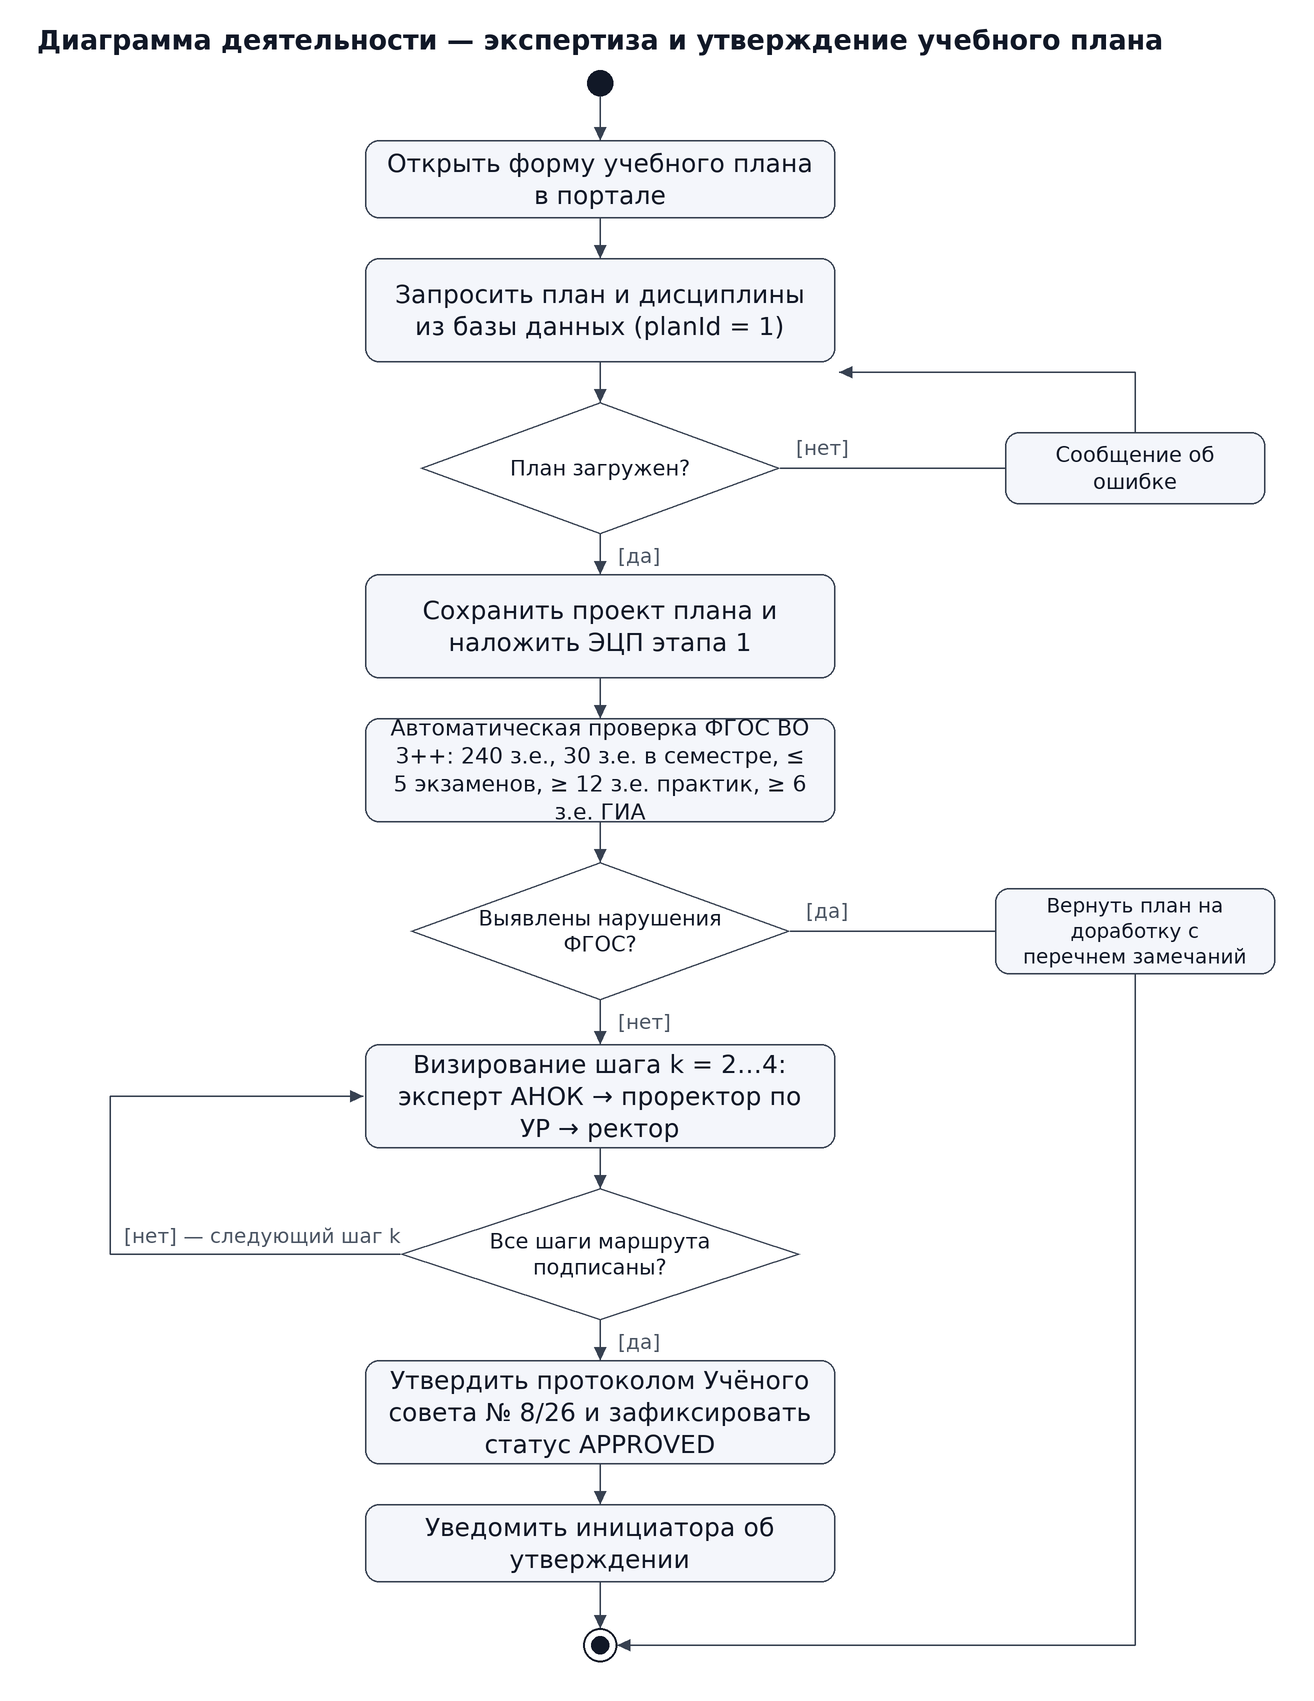 Диаграмма деятельности — экспертиза и утверждение учебного плана
Открыть форму учебного плана
в портале
Запросить план и дисциплины
из базы данных (planId = 1)
План загружен?
[нет]
Сообщение об
ошибке
[да]
Сохранить проект плана и
наложить ЭЦП этапа 1
Автоматическая проверка ФГОС ВО
3++: 240 з.е., 30 з.е. в семестре, ≤
5 экзаменов, ≥ 12 з.е. практик, ≥ 6
з.е. ГИА
Выявлены нарушения
ФГОС?
[да]
Вернуть план на
доработку с
перечнем замечаний
[нет]
Визирование шага k = 2…4:
эксперт АНОК → проректор по
УР → ректор
[нет] — следующий шаг k
Все шаги маршрута
подписаны?
[да]
Утвердить протоколом Учёного
совета № 8/26 и зафиксировать
статус APPROVED
Уведомить инициатора об
утверждении